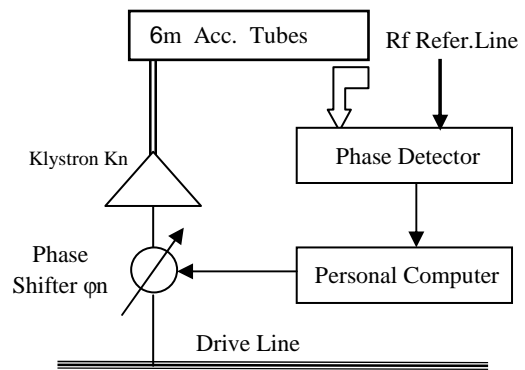 6m Acc. Tubes
Rf Refer.Line
Klystron Kn
Phase Detector
Phase
Shifter φn
Personal Computer
Drive Line